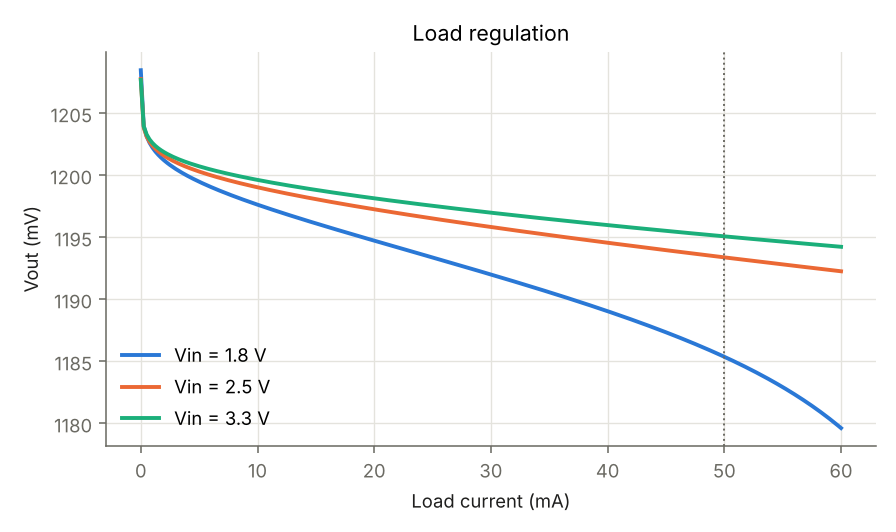 Load regulation
1205
1200
1195
1190
1185
1180
Vout (mV)
Vin = 1.8 V
Vin = 2.5 V
Vin = 3.3 V
0 10 20 30 40 50 60
Load current (mA)